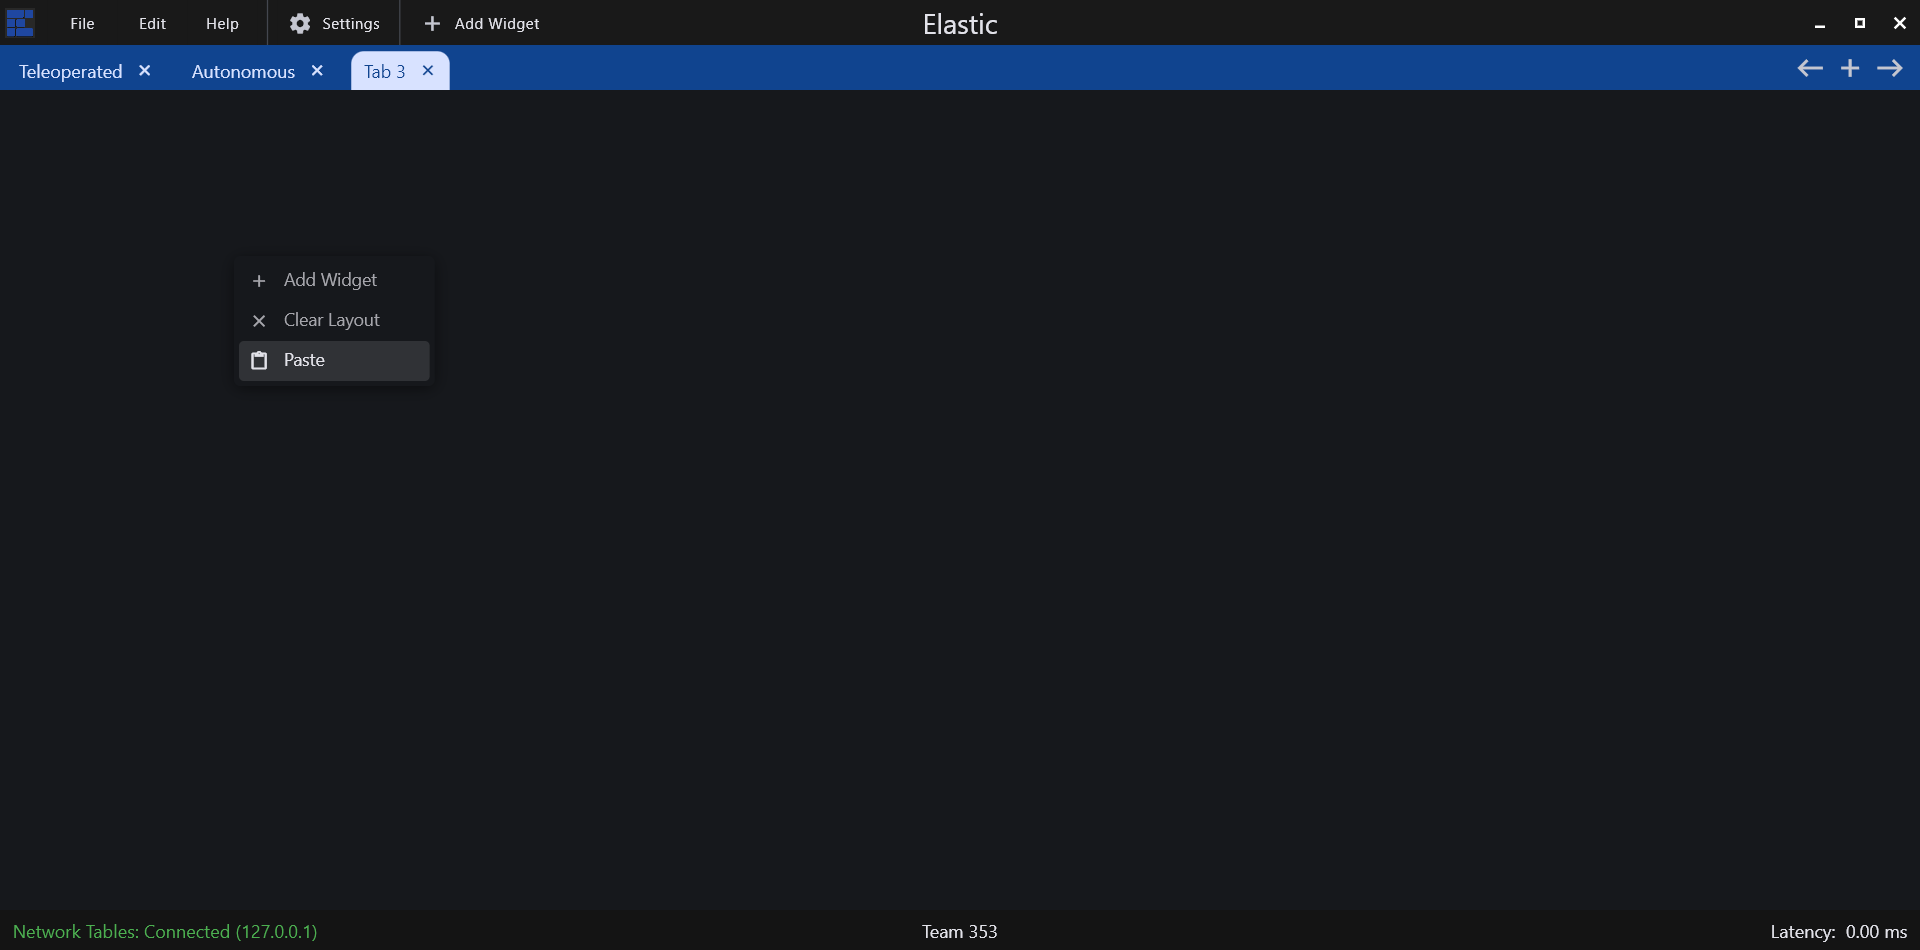 File Edit Help Settings Add Widget Elastic
Teleoperated Autonomous Tab 3
Add Widget
Clear Layout
Paste
Network Tables: Connected (127.0.0.1) Team 353 Latency: 0.00 ms